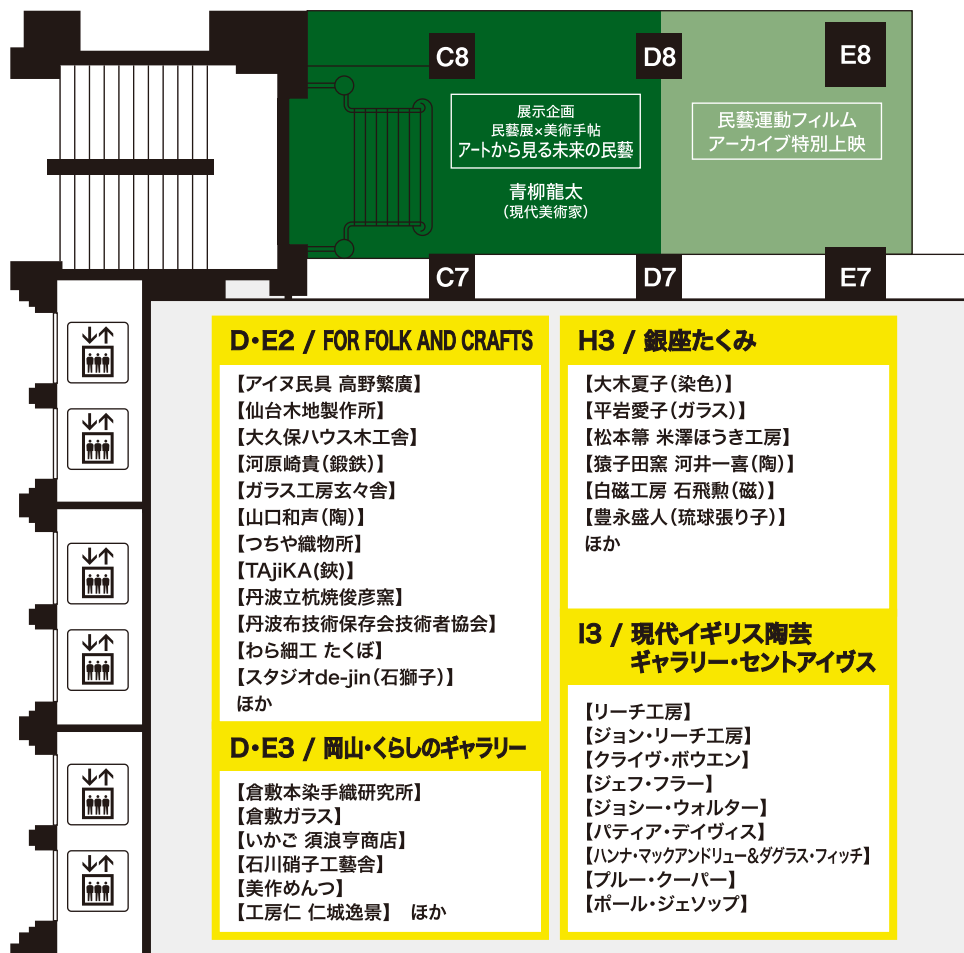 C8
D8
E8
展示企画
民藝展×美術手帖
アートから見る未来の民藝
青柳龍太
（現代美術家）
民藝運動フィルム
アーカイブ特別上映
C7
D7
E7
D・E2 / FOR FOLK AND CRAFTS
【アイヌ民具 高野繁廣】
【仙台木地製作所】
【大久保ハウス木工舎】
【河原崎貴（鍛鉄）】
【ガラス工房玄々舎】
【山口和声（陶）】
【つちや織物所】
【TAjiKA(鋏)】
【丹波立杭焼俊彦窯】
【丹波布技術保存会技術者協会】
【わら細工 たくぼ】
【スタジオde-jin（石獅子）】
ほか
D・E3 / 岡山・くらしのギャラリー
【倉敷本染手織研究所】
【倉敷ガラス】
【いかご 須浪亨商店】
【石川硝子工藝舎】
【美作めんつ】
【工房仁 仁城逸景】 ほか
H3 / 銀座たくみ
【大木夏子（染色）】
【平岩愛子（ガラス）】
【松本箒 米澤ほうき工房】
【猿子田窯 河井一喜（陶）】
【白磁工房 石飛勲（磁）】
【豊永盛人（琉球張り子）】
ほか
I3 / 現代イギリス陶芸
ギャラリー・セントアイヴス
【リーチ工房】
【ジョン・リーチ工房】
【クライヴ・ボウエン】
【ジェフ・フラー】
【ジョシー・ウォルター】
【パティア・デイヴィス】
【ハンナ・マックアンドリュー&ダグラス・フィッチ】
【プルー・クーパー】
【ポール・ジェソップ】